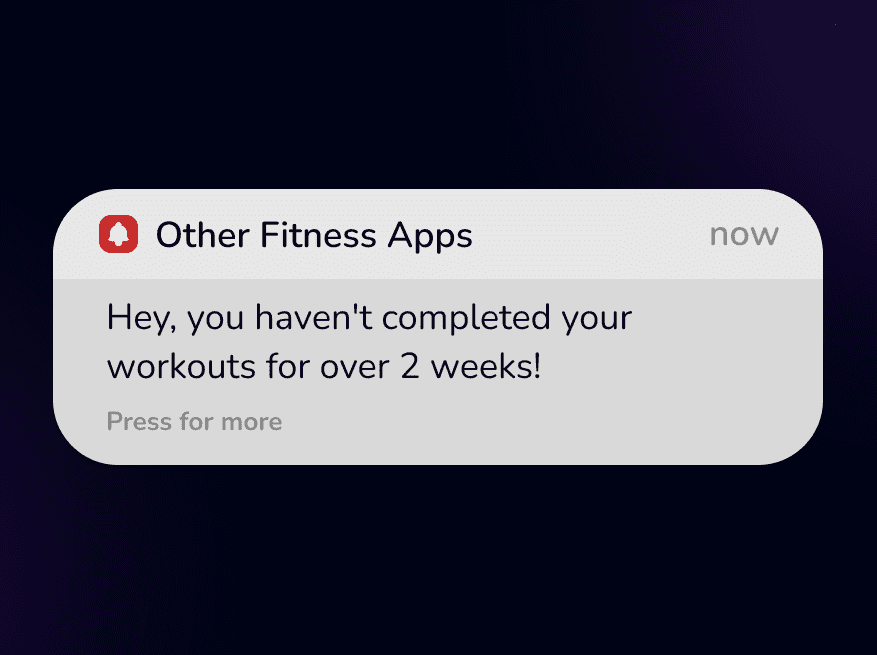 Other Fitness Apps
now
Hey, you haven't completed your
workouts for over 2 weeks!
Press for more